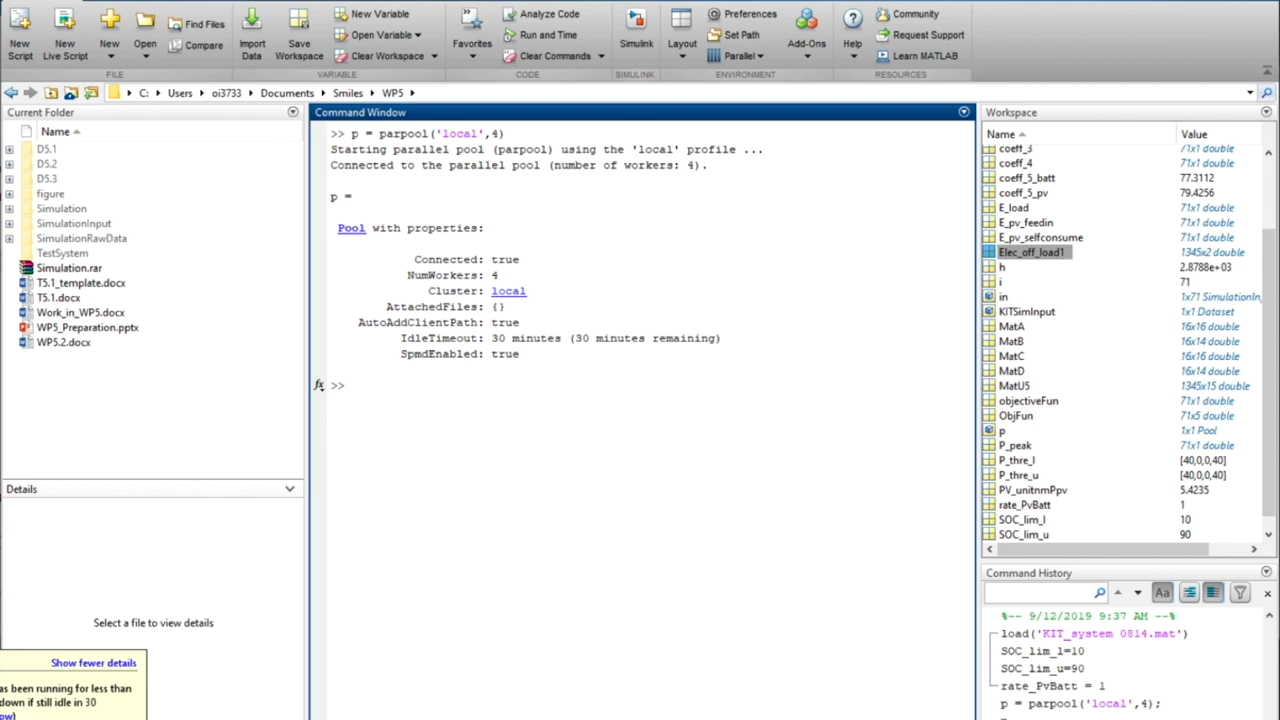 New Script
New Live Script
New
Open
Find Files
Compare
Import Data
Save Workspace
New Variable
Open Variable
Clear Workspace
Favorites
Analyze Code
Run and Time
Clear Commands
Simulink
Layout
Preferences
Set Path
Parallel
Add-Ons
Help
Community
Request Support
Learn MATLAB
FILE
VARIABLE
CODE
SIMULINK
ENVIRONMENT
RESOURCES
C: Users oi3733 Documents Smiles WP5
Current Folder
Name
D5.1
D5.2
D5.3
figure
Simulation
SimulationInput
SimulationRawData
TestSystem
Simulation.rar
T5.1_template.docx
T5.1.docx
Work_in_WP5.docx
WP5_Preparation.pptx
WP5.2.docx
Details
Select a file to view details
Show fewer details
as been running for less than
down if still idle in 30
ow)
Command Window
>> p = parpool('local',4)
Starting parallel pool (parpool) using the 'local' profile ...
Connected to the parallel pool (number of workers: 4).
p =
Pool with properties:
Connected: true
NumWorkers: 4
Cluster: local
AttachedFiles: {}
AutoAddClientPath: true
IdleTimeout: 30 minutes (30 minutes remaining)
SpmdEnabled: true
fx >>
Workspace
Name Value
coeff_3 71x1 double
coeff_4 71x1 double
coeff_5_batt 77.3112
coeff_5_pv 79.4256
E_load 71x1 double
E_pv_feedin 71x1 double
E_pv_selfconsume 71x1 double
Elec_off_load1 1345x2 double
h 2.8788e+03
i 71
in 1x71 SimulationIn
KITSimInput 1x1 Dataset
MatA 16x16 double
MatB 16x14 double
MatC 16x16 double
MatD 16x14 double
MatU5 1345x15 double
objectiveFun 71x1 double
ObjFun 71x5 double
p 1x1 Pool
P_peak 71x1 double
P_thre_l [40,0,0,40]
P_thre_u [40,0,0,40]
PV_unitnmPpv 5.4235
rate_PvBatt 1
SOC_lim_l 10
SOC_lim_u 90
Command History
Aa
%-- 9/12/2019 9:37 AM --%
load('KIT_system 0814.mat')
SOC_lim_l=10
SOC_lim_u=90
rate_PvBatt = 1
p = parpool('local',4);